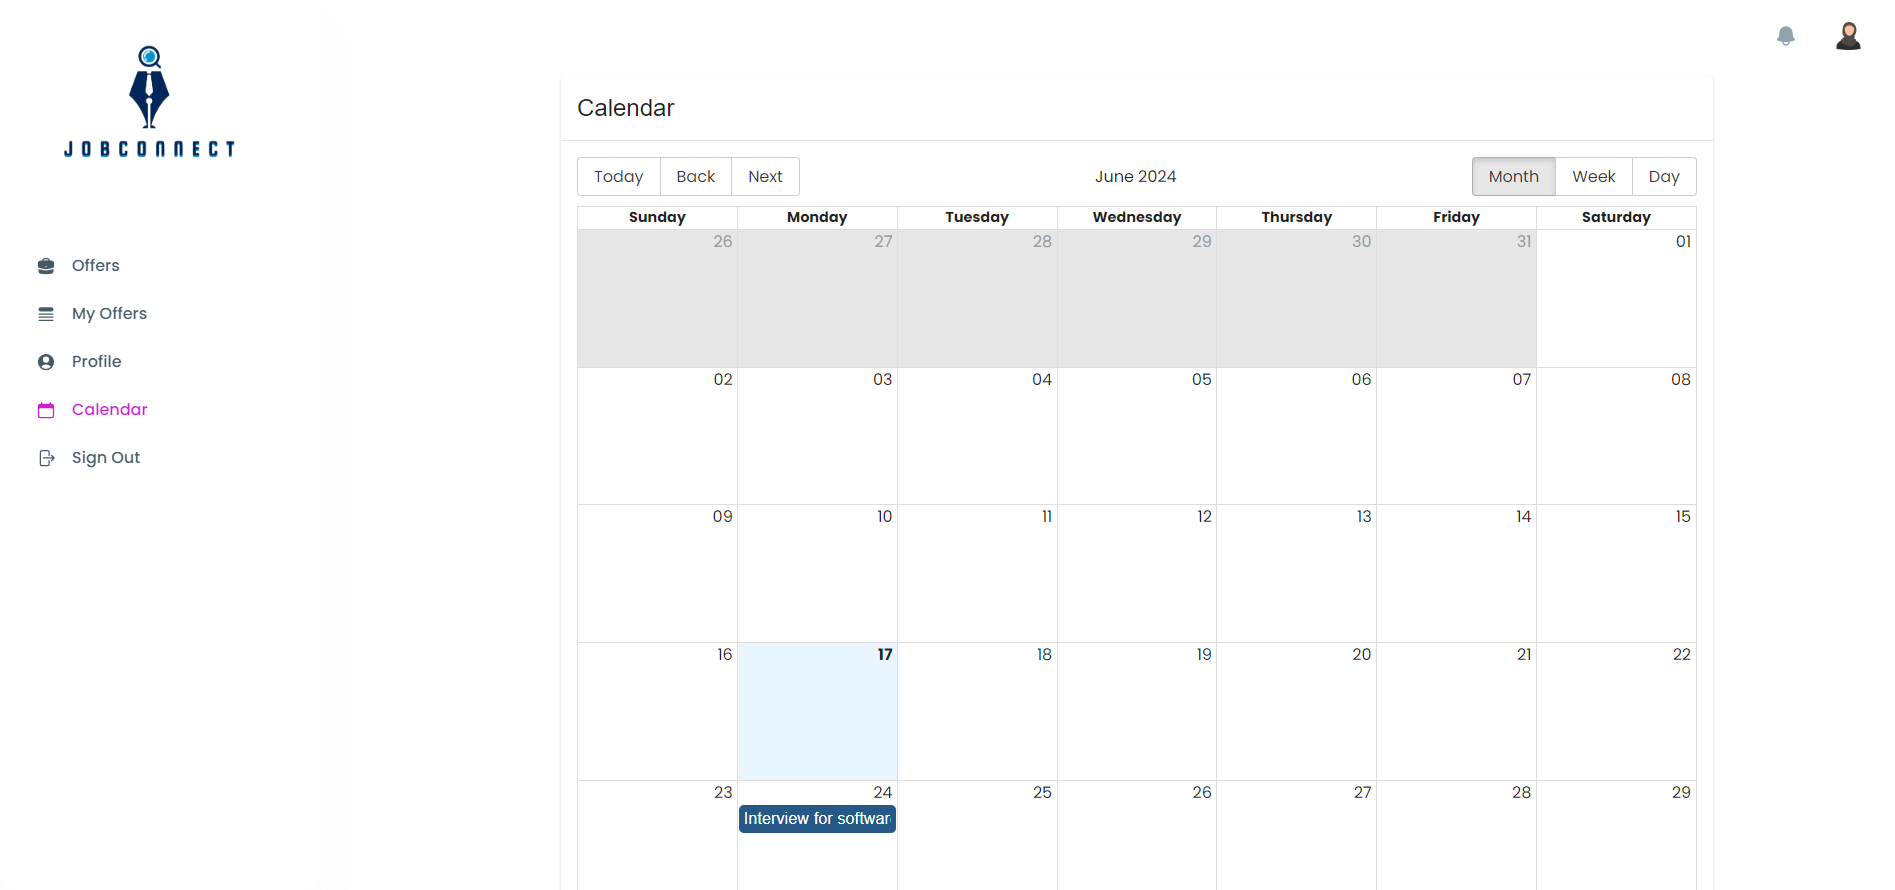 JOBCONNECT
Offers
My Offers
Profile
Calendar
Sign Out
Calendar
Today Back Next June 2024 Month Week Day
Sunday Monday Tuesday Wednesday Thursday Friday Saturday
26 27 28 29 30 31 01
02 03 04 05 06 07 08
09 10 11 12 13 14 15
16 17 18 19 20 21 22
23 24 25 26 27 28 29
Interview for softwar